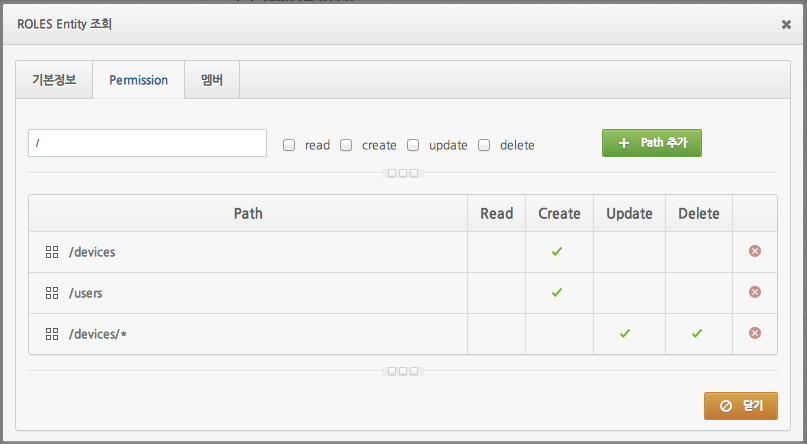 ROLES Entity 조회
기본정보 Permission 멤버
/ read create update delete Path 추가
Path Read Create Update Delete
/devices
/users
/devices/*
닫기